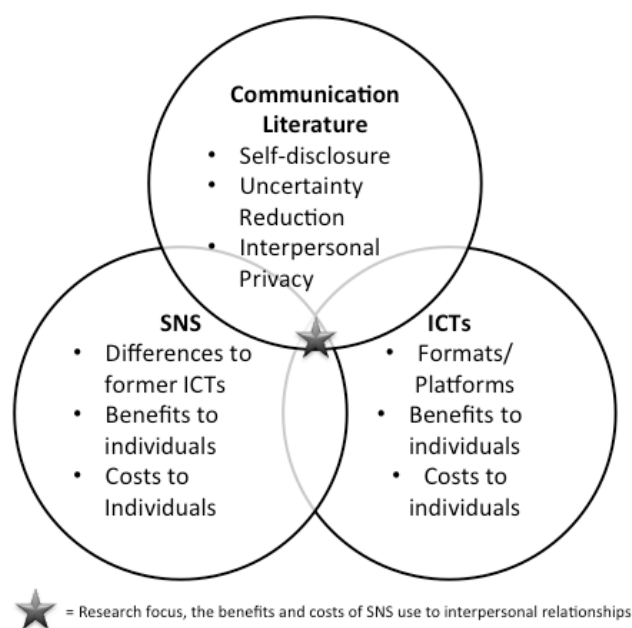 Communication
Literature
• Self-disclosure
• Uncertainty
Reduction
• Interpersonal
Privacy
SNS
• Differences to
former ICTs
• Benefits to
individuals
• Costs to
Individuals
ICTs
• Formats/
Platforms
• Benefits to
individuals
• Costs to
individuals
= Research focus, the benefits and costs of SNS use to interpersonal relationships